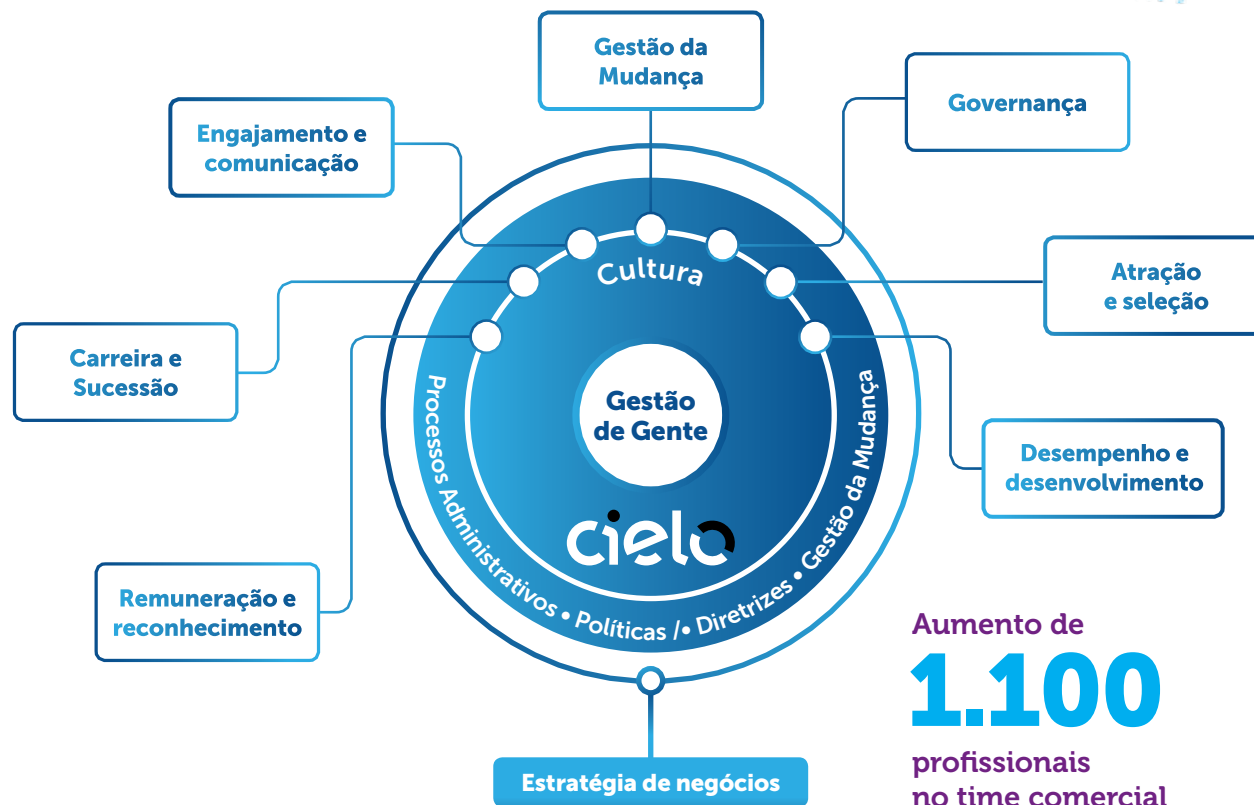 Gestão da
Mudança
Governança
Engajamento e
comunicação
Cultura
Atração
e seleção
Carreira e
Sucessão
Gestão
de Gente
Processos Administrativos • Políticas /• Diretrizes • Gestão da Mudança
Desempenho e
desenvolvimento
cielo
Remuneração e
reconhecimento
Aumento de
1.100
profissionais
no time comercial
Estratégia de negócios